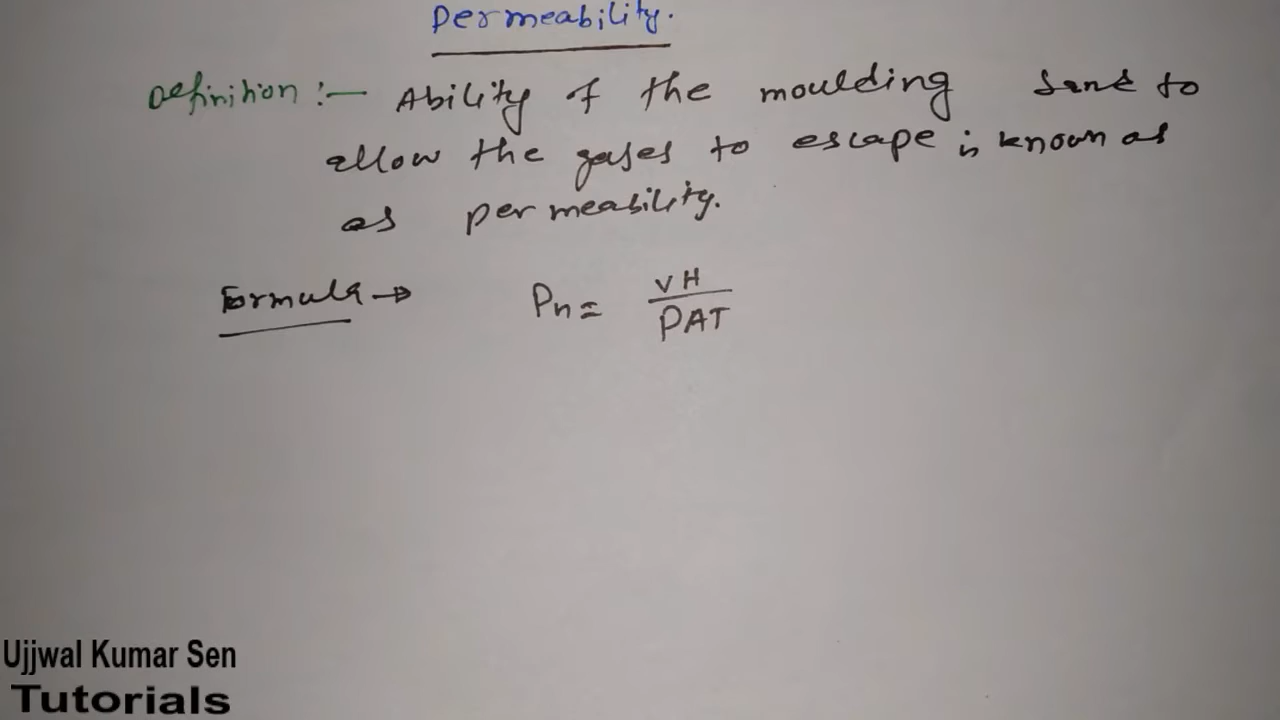 Permeability.
Definition :- Ability of the moulding sand to
allow the gases to escape is known as
as permeability.
Formula → Pn = VH / PAT
Ujjwal Kumar Sen
Tutorials